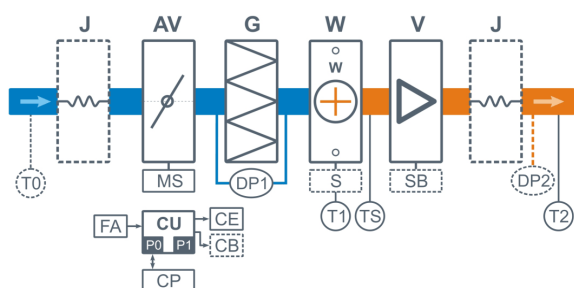 J AV G W V J
W
T0 MS DP1 S SB DP2
T1 TS T2
FA CU CE
P0 P1 CB
CP